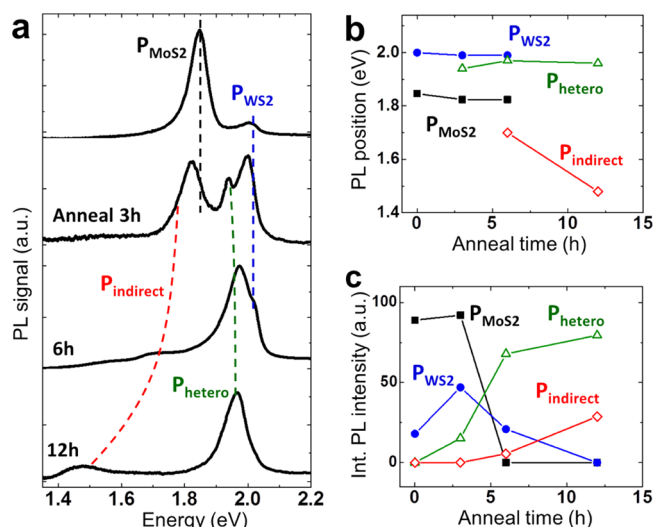 a
P_MoS2
P_WS2
Anneal 3h
P_indirect
6h
P_hetero
12h
1.4 1.6 1.8 2.0 2.2
Energy (eV)
PL signal (a.u.)
b
P_WS2
P_hetero
P_MoS2
P_indirect
2.0
1.8
1.6
1.4
0 5 10 15
Anneal time (h)
PL position (eV)
c
P_MoS2
P_hetero
P_WS2
P_indirect
100
50
0
0 5 10 15
Anneal time (h)
Int. PL intensity (a.u.)